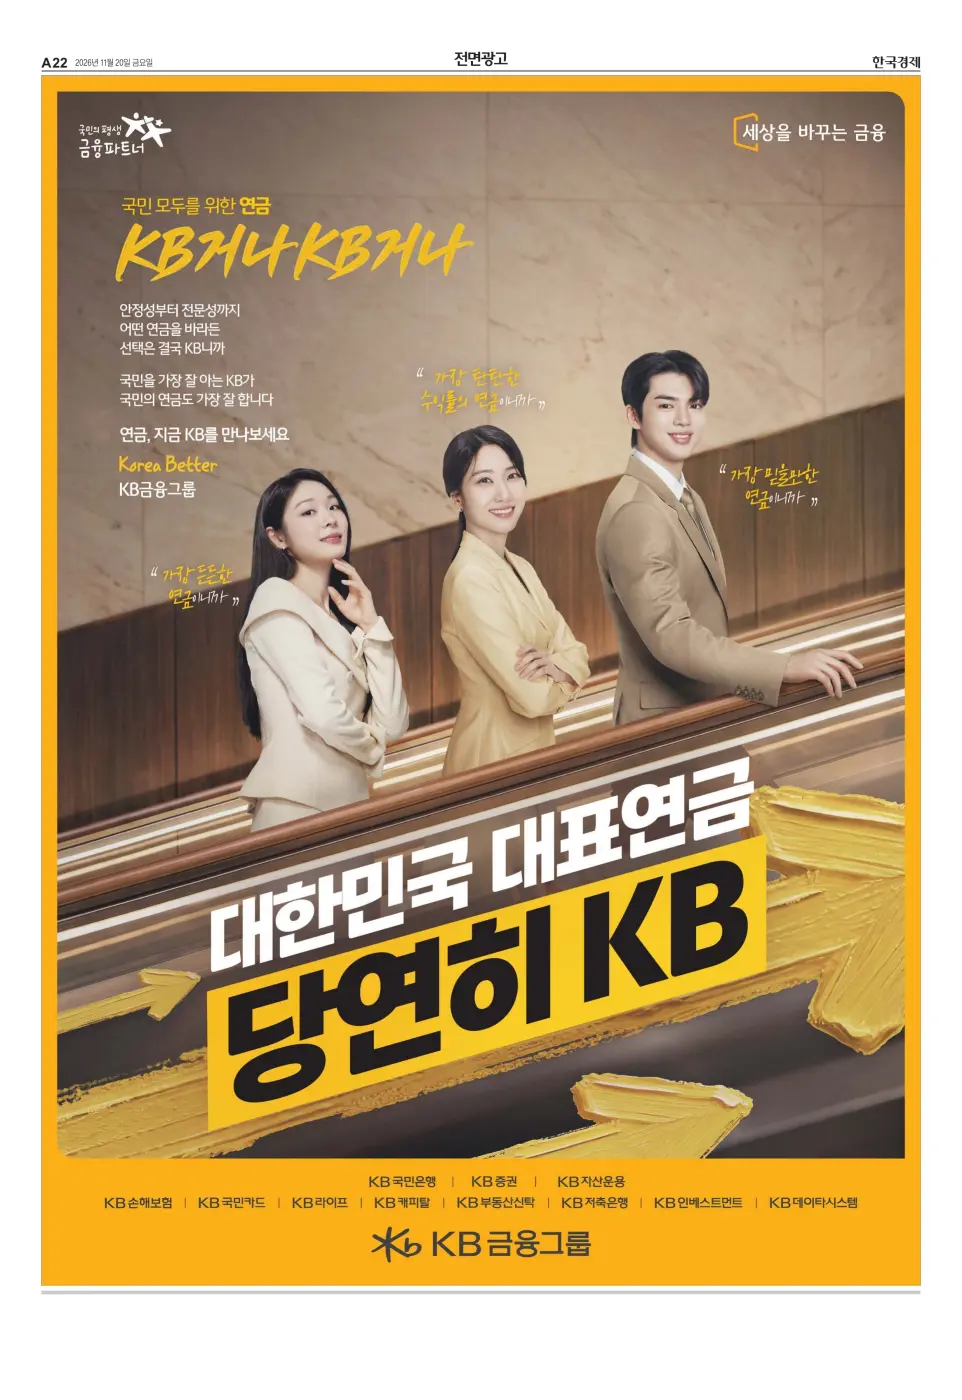 A22 2026년 11월 20일 금요일
전면광고
한국경제
국민의 평생
금융파트너
세상을 바꾸는 금융
국민 모두를 위한 연금
KB거나 KB거나
안정성부터 전문성까지
어떤 연금을 바라든
선택은 결국 KB니까
국민을 가장 잘 아는 KB가
국민의 연금도 가장 잘 합니다
연금, 지금 KB를 만나보세요
Korea Better
KB금융그룹
“ 가장 든든한
연금이니까 ”
“ 가장 탄탄한
수익률의 연금이니까 ”
“ 가장 믿을만한
연금이니까 ”
대한민국 대표연금
당연히 KB
KB국민은행 | KB증권 | KB자산운용
KB손해보험 | KB국민카드 | KB라이프 | KB캐피탈 | KB부동산신탁 | KB저축은행 | KB인베스트먼트 | KB데이타시스템
Kb KB금융그룹